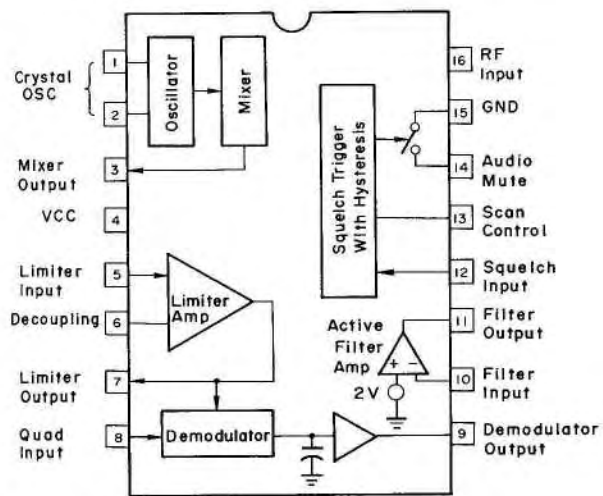 Crystal
OSC
1
2
Oscillator
Mixer
Mixer
Output
3
VCC
4
Limiter
Input
5
Decoupling
6
Limiter
Amp
Limiter
Output
7
Quad
Input
8
Demodulator
Squelch Trigger
With Hysteresis
Active
Filter
Amp
+
-
2V
16
RF
Input
15
GND
14
Audio
Mute
13
Scan
Control
12
Squelch
Input
11
Filter
Output
10
Filter
Input
9
Demodulator
Output